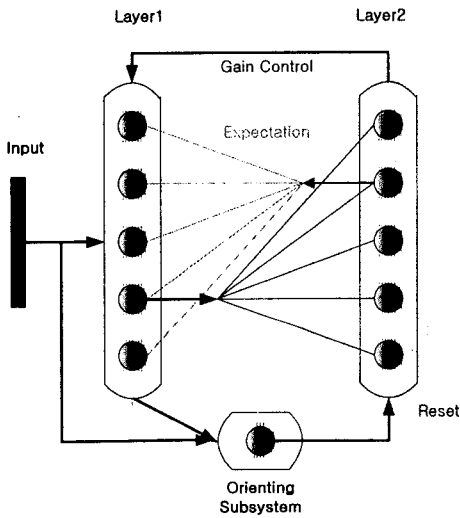 Layer1
Layer2
Gain Control
Expectation
Input
Reset
Orienting
Subsystem